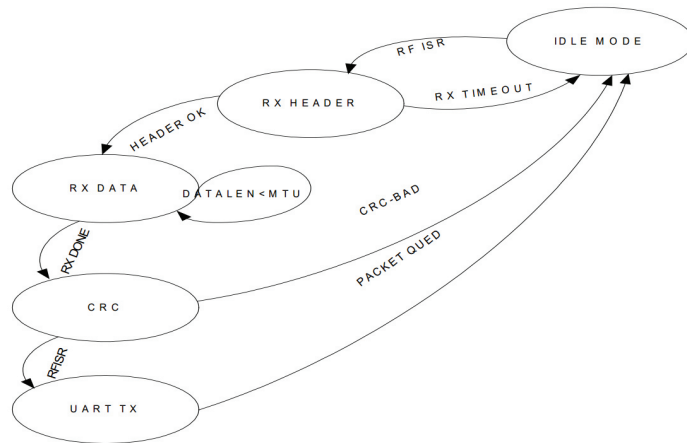 IDLE MODE
RF ISR
RX HEADER
RX TIMEOUT
HEADER OK
RX DATA
DATALEN<MTU
CRC-BAD
RX DONE
PACKET QUED
CRC
RFISR
UART TX